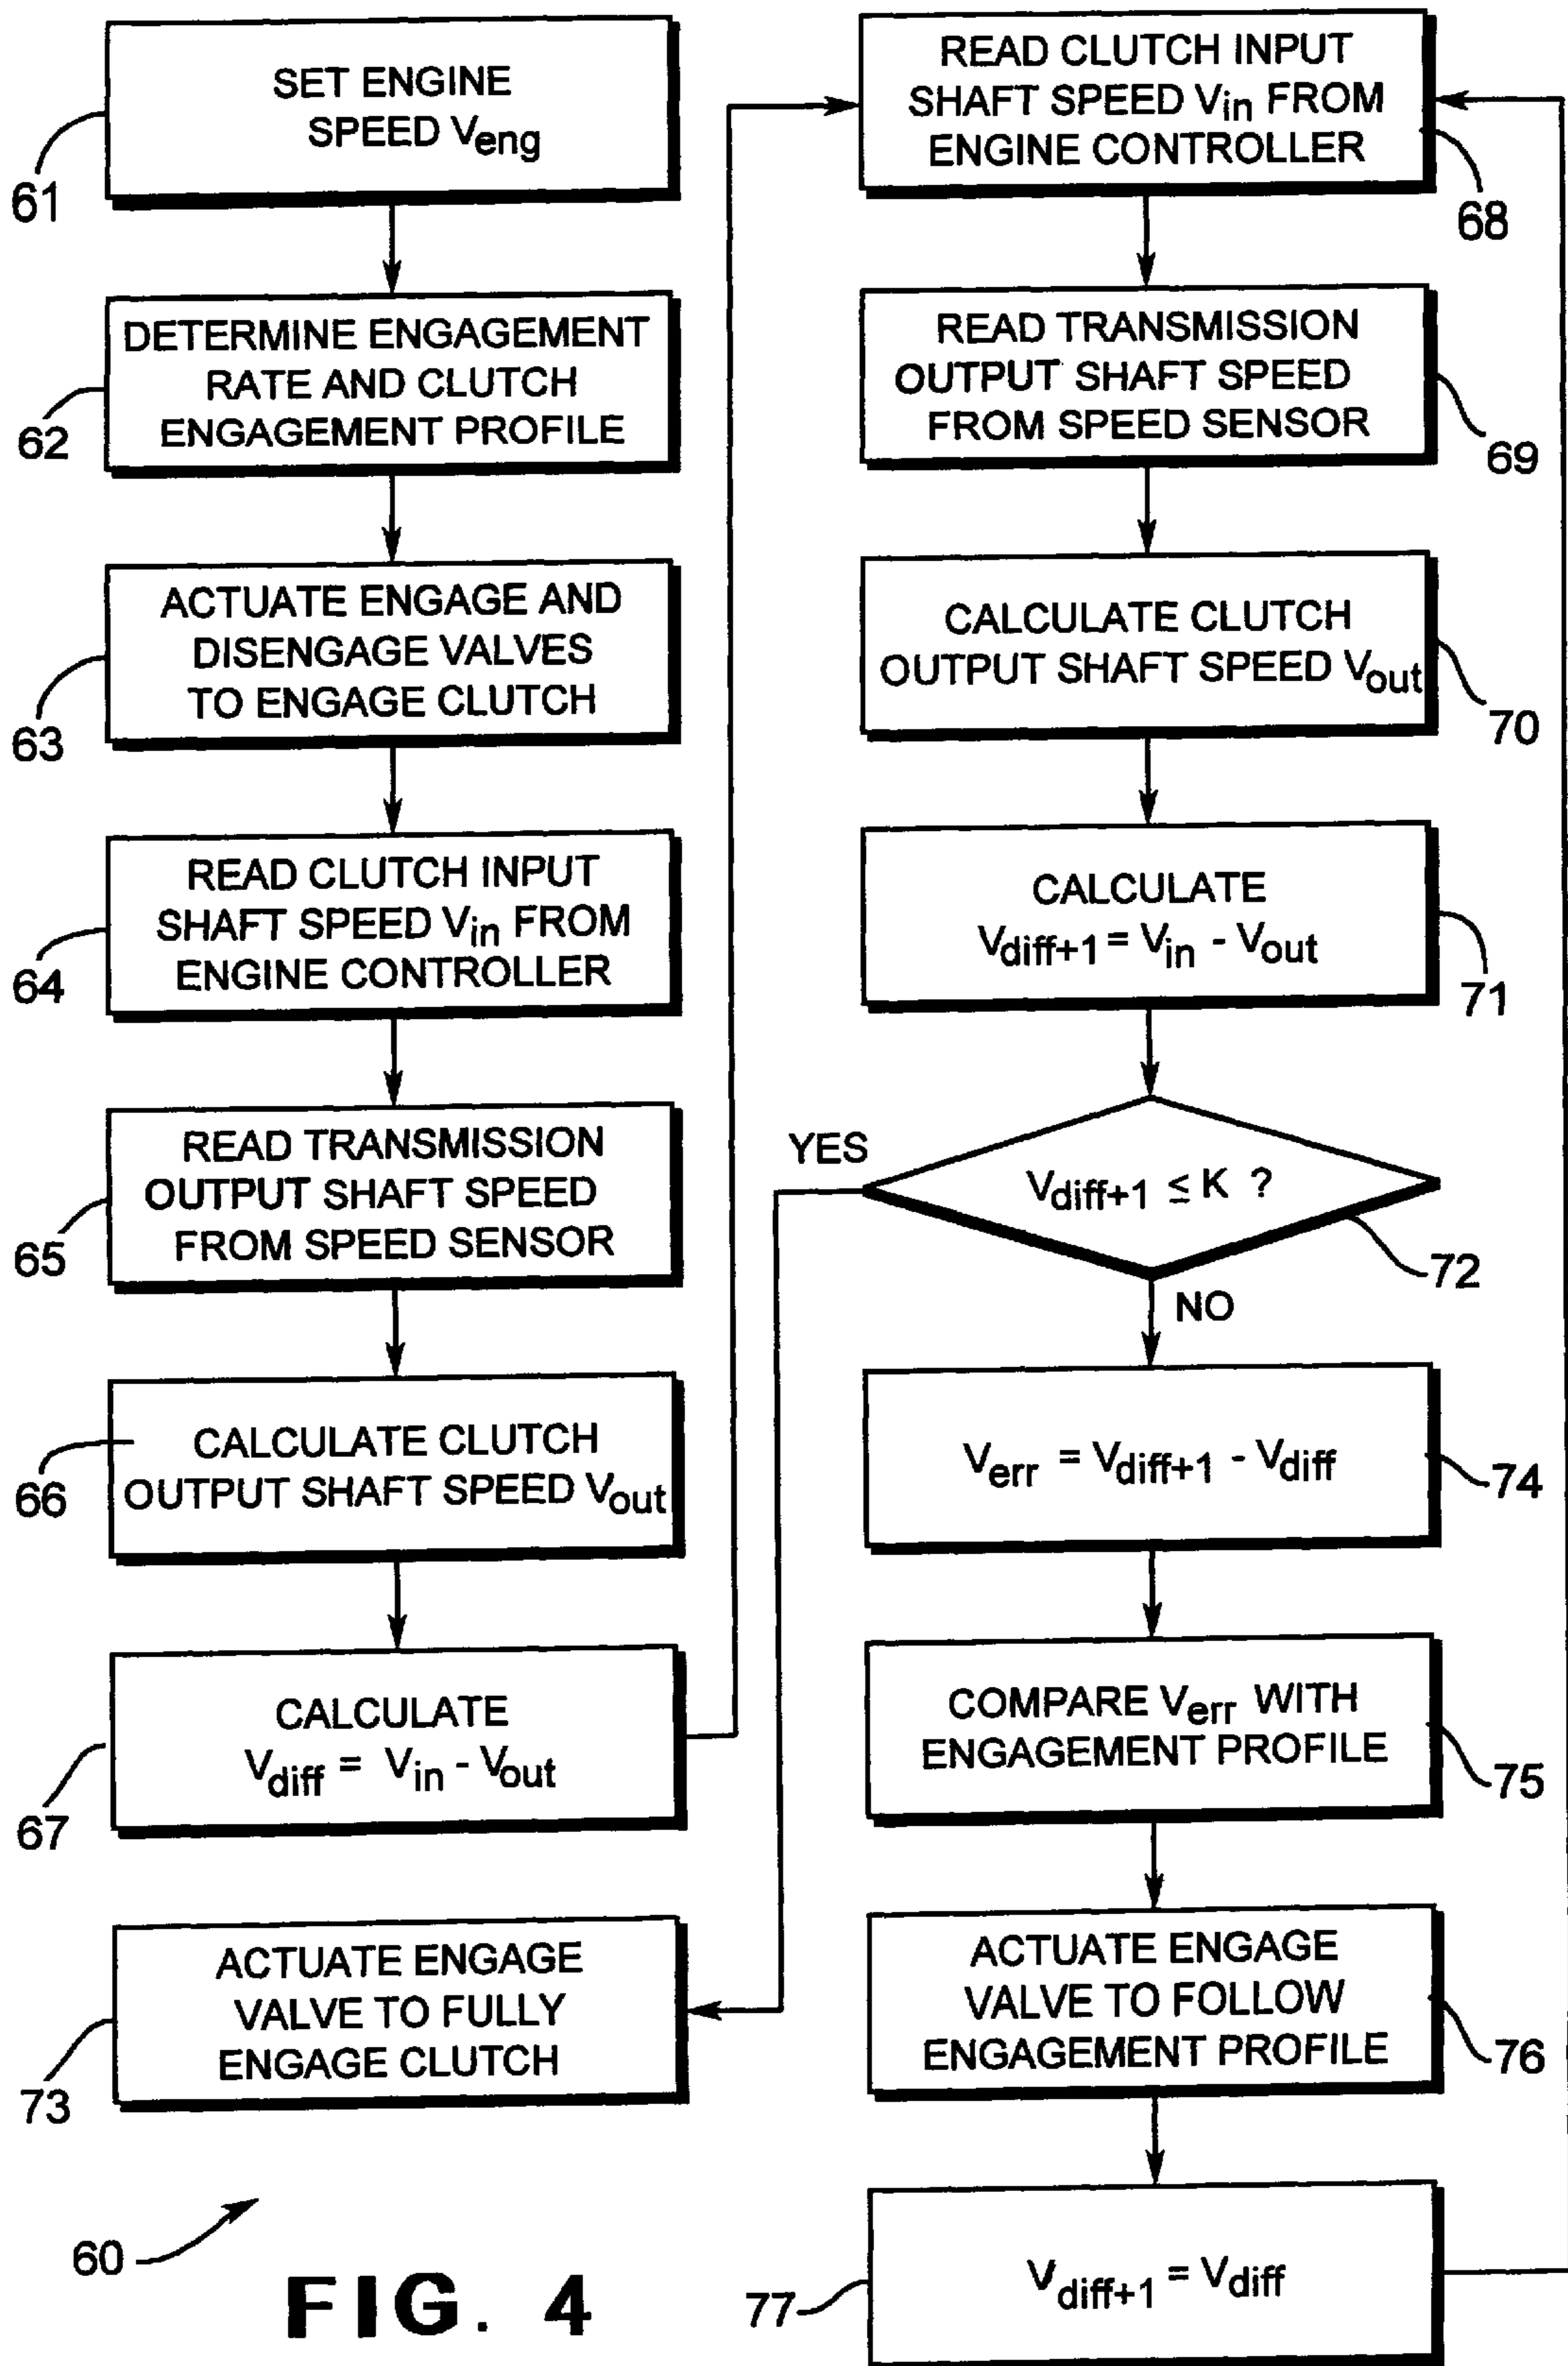 SET ENGINE
SPEED Veng
61
DETERMINE ENGAGEMENT
RATE AND CLUTCH
ENGAGEMENT PROFILE
62
ACTUATE ENGAGE AND
DISENGAGE VALVES
TO ENGAGE CLUTCH
63
READ CLUTCH INPUT
SHAFT SPEED Vin FROM
ENGINE CONTROLLER
64
READ TRANSMISSION
OUTPUT SHAFT SPEED
FROM SPEED SENSOR
65
CALCULATE CLUTCH
OUTPUT SHAFT SPEED Vout
66
CALCULATE
Vdiff = Vin - Vout
67
READ CLUTCH INPUT
SHAFT SPEED Vin FROM
ENGINE CONTROLLER
68
READ TRANSMISSION
OUTPUT SHAFT SPEED
FROM SPEED SENSOR
69
CALCULATE CLUTCH
OUTPUT SHAFT SPEED Vout
70
CALCULATE
Vdiff+1 = Vin - Vout
71
YES
Vdiff+1 ≤ K ?
72
NO
ACTUATE ENGAGE
VALVE TO FULLY
ENGAGE CLUTCH
73
Verr = Vdiff+1 - Vdiff
74
COMPARE Verr WITH
ENGAGEMENT PROFILE
75
ACTUATE ENGAGE
VALVE TO FOLLOW
ENGAGEMENT PROFILE
76
Vdiff+1 = Vdiff
77
60
FIG. 4